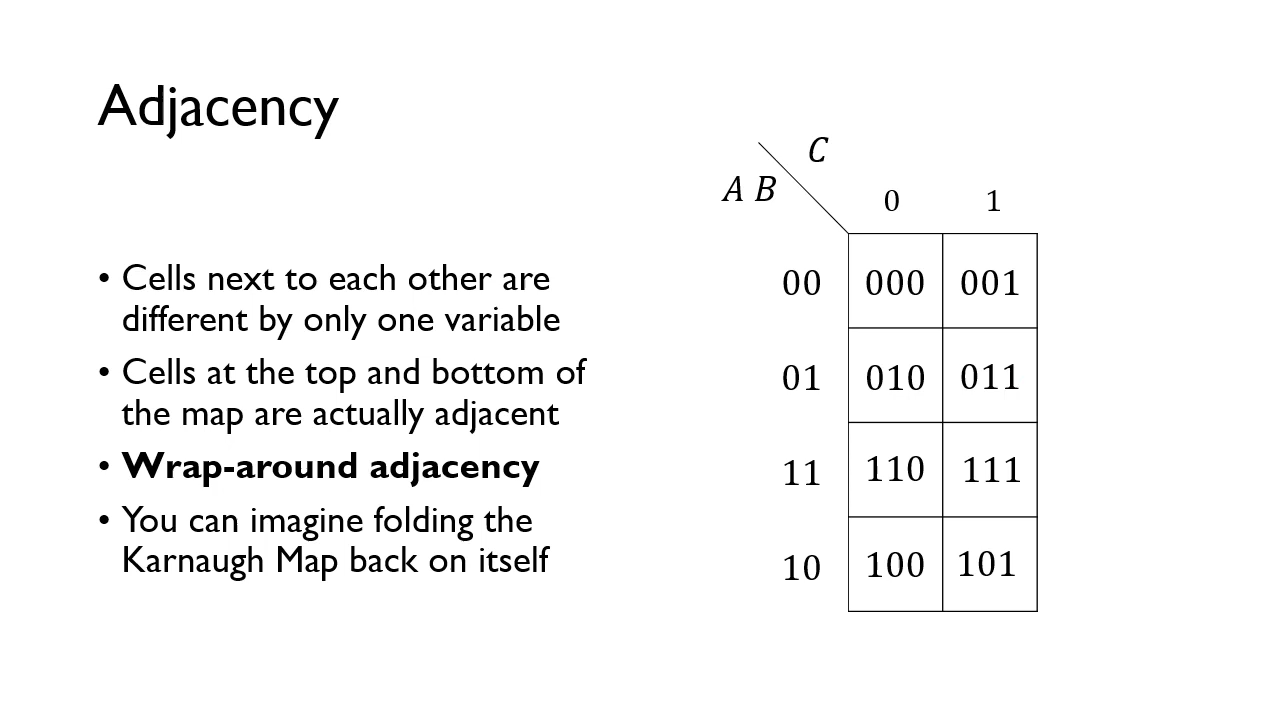 Adjacency
• Cells next to each other are
different by only one variable
• Cells at the top and bottom of
the map are actually adjacent
• Wrap-around adjacency
• You can imagine folding the
Karnaugh Map back on itself
C
A B
0 1
00 000 001
01 010 011
11 110 111
10 100 101